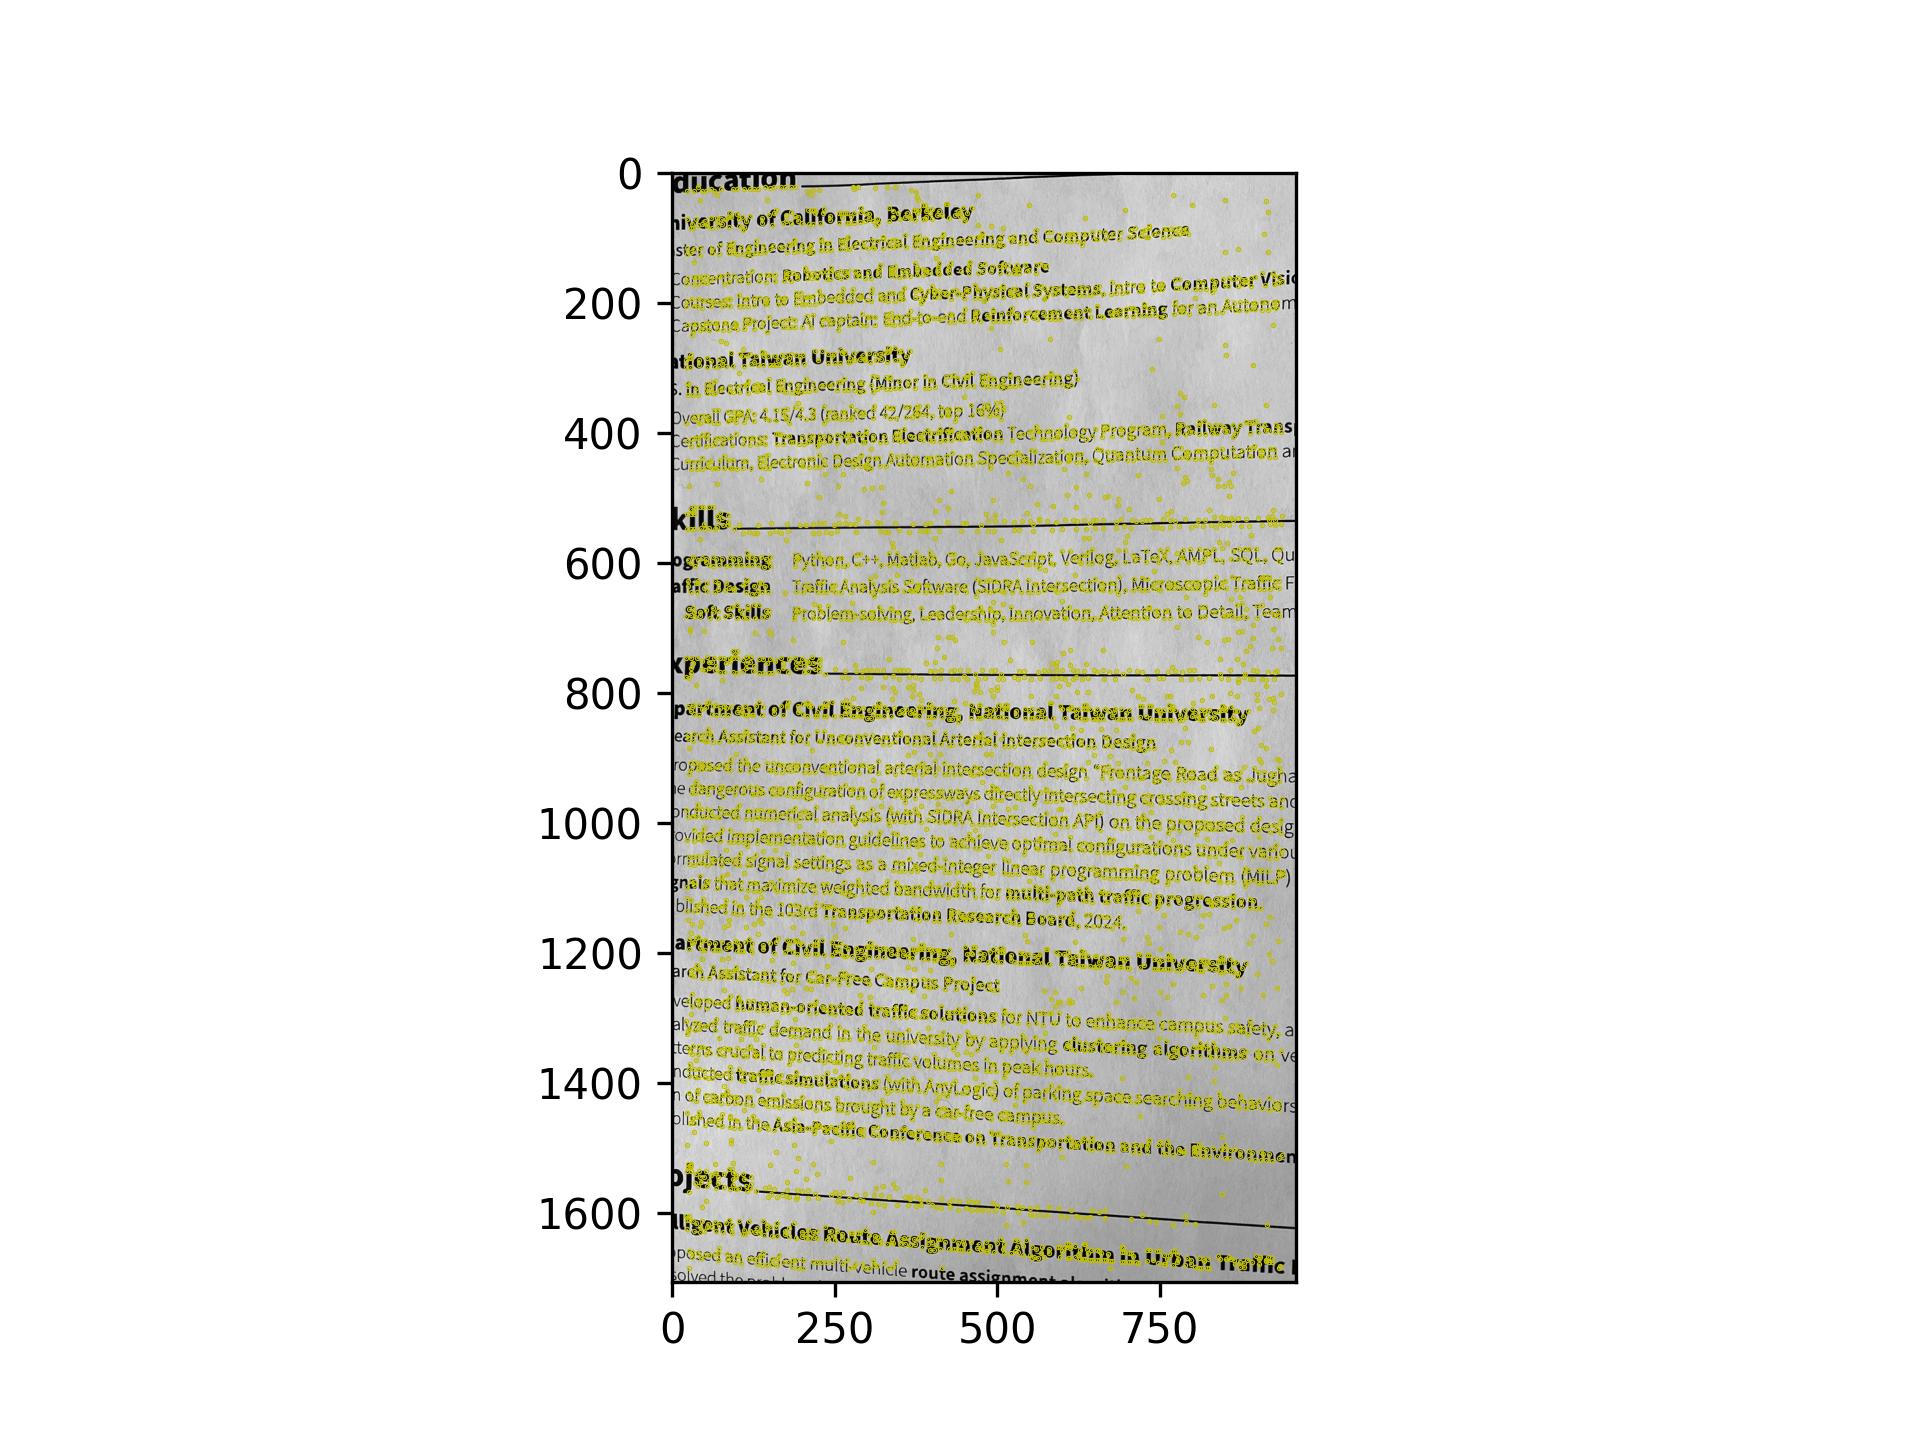 0
ducation
niversity of California, Berkeley
ster of Engineering in Electrical Engineering and Computer Science
Concentration: Robotics and Embedded Software
200
Courses: Intro to Embedded and Cyber-Physical Systems, Intro to Computer Visio
Capstone Project: AI captain: End-to-end Reinforcement Learning for an Autonom
ational Taiwan University
S. in Electrical Engineering (Minor in Civil Engineering)
Overall GPA: 4.15/4.3 (ranked 42/264, top 16%)
400
Certifications: Transportation Electrification Technology Program, Railway Transp
Curriculum, Electronic Design Automation Specialization, Quantum Computation an
kills
600
ogramming Python, C++, Matlab, Go, JavaScript, Verilog, LaTeX, AMPL, SQL, Qu
affic Design Traffic Analysis Software (SIDRA Intersection), Microscopic Traffic F
Soft Skills Problem-solving, Leadership, Innovation, Attention to Detail, Team
xperiences
800
partment of Civil Engineering, National Taiwan University
earch Assistant for Unconventional Arterial Intersection Design
roposed the unconventional arterial intersection design "Frontage Road as Jugha
he dangerous configuration of expressways directly intersecting crossing streets and
1000
onducted numerical analysis (with SIDRA Intersection API) on the proposed desig
rovided implementation guidelines to achieve optimal configurations under variou
ormulated signal settings as a mixed-integer linear programming problem (MILP)
gnals that maximize weighted bandwidth for multi-path traffic progression.
blished in the 103rd Transportation Research Board, 2024.
1200
artment of Civil Engineering, National Taiwan University
arch Assistant for Car-Free Campus Project
veloped human-oriented traffic solutions for NTU to enhance campus safety, a
alyzed traffic demand in the university by applying clustering algorithms on ve
tterns crucial to predicting traffic volumes in peak hours.
1400
nducted traffic simulations (with AnyLogic) of parking space searching behaviors
n of carbon emissions brought by a car-free campus.
blished in the Asia-Pacific Conference on Transportation and the Environmen
ojects
1600
lligent Vehicles Route Assignment Algorithm in Urban Traffic
oposed an efficient multi-vehicle route assignment
Solved the
0 250 500 750